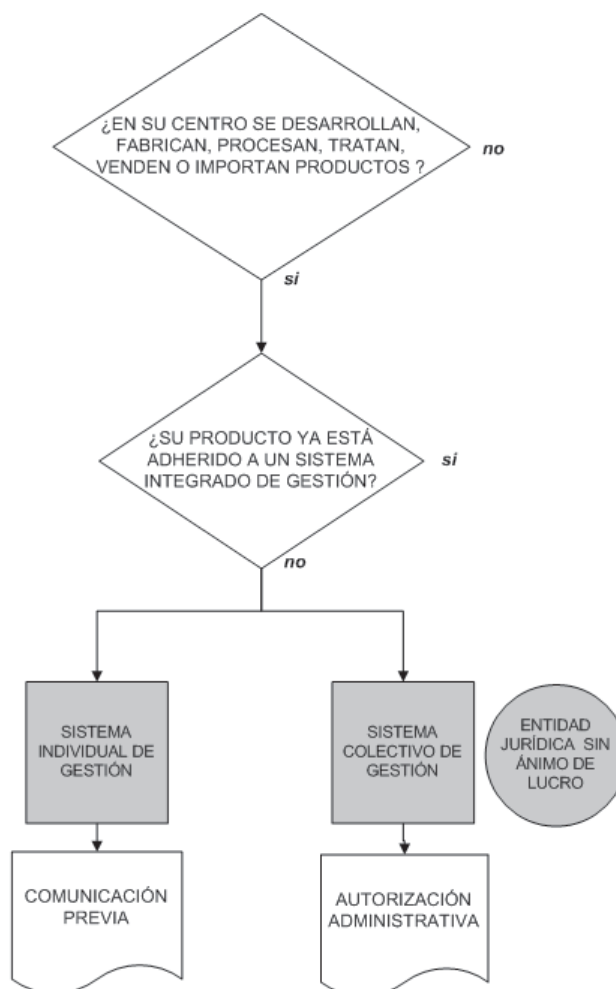 ¿EN SU CENTRO SE DESARROLLAN,
FABRICAN, PROCESAN, TRATAN,
VENDEN O IMPORTAN PRODUCTOS ?
no
si
¿SU PRODUCTO YA ESTÁ
ADHERIDO A UN SISTEMA
INTEGRADO DE GESTIÓN?
si
no
SISTEMA
INDIVIDUAL DE
GESTIÓN
SISTEMA
COLECTIVO DE
GESTIÓN
ENTIDAD
JURÍDICA SIN
ÁNIMO DE
LUCRO
COMUNICACIÓN
PREVIA
AUTORIZACIÓN
ADMINISTRATIVA